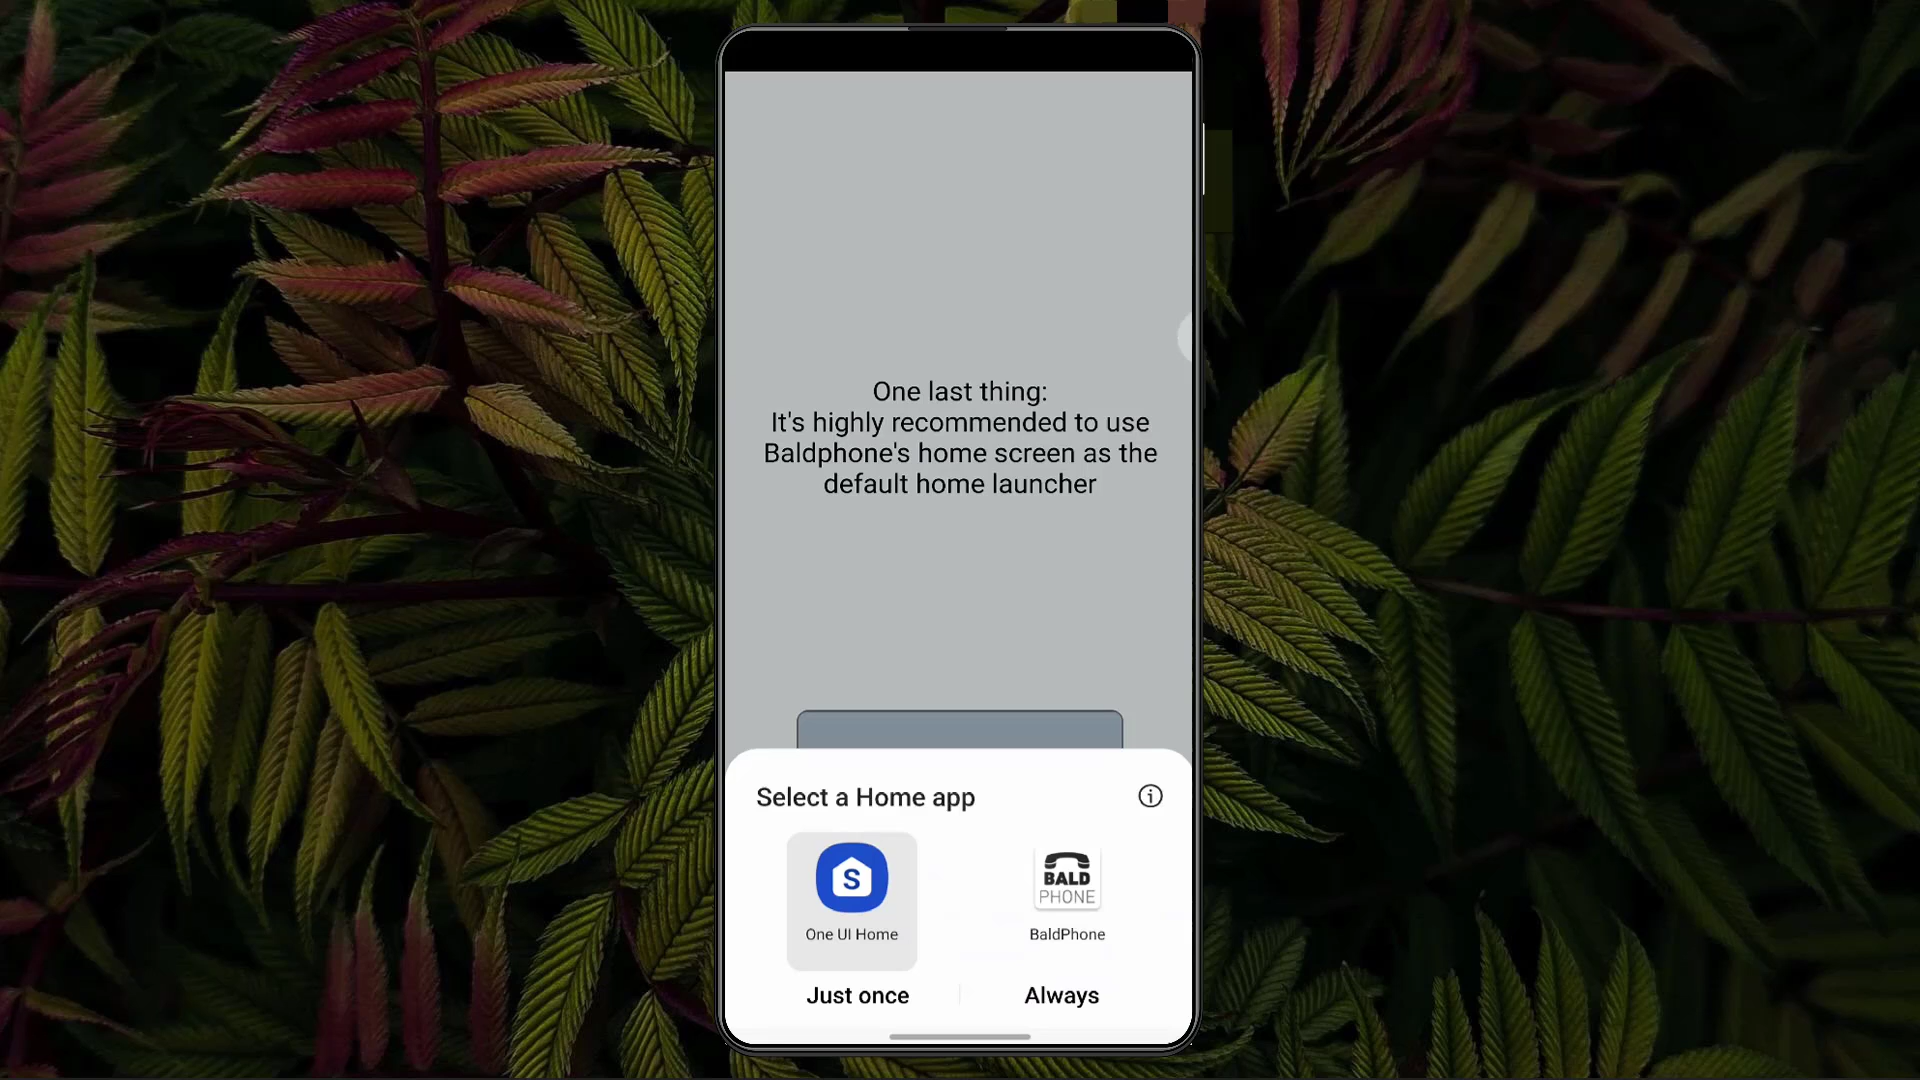 One last thing:
It's highly recommended to use
Baldphone's home screen as the
default home launcher
Select a Home app
S
BALD
PHONE
One UI Home
BaldPhone
Just once
Always